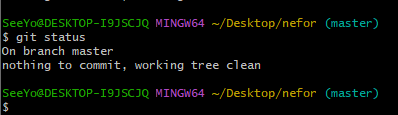 SeeYo@DESKTOP-I9JSCJQ MINGW64 ~/Desktop/nefor (master)
$ git status
On branch master
nothing to commit, working tree clean
SeeYo@DESKTOP-I9JSCJQ MINGW64 ~/Desktop/nefor (master)
$